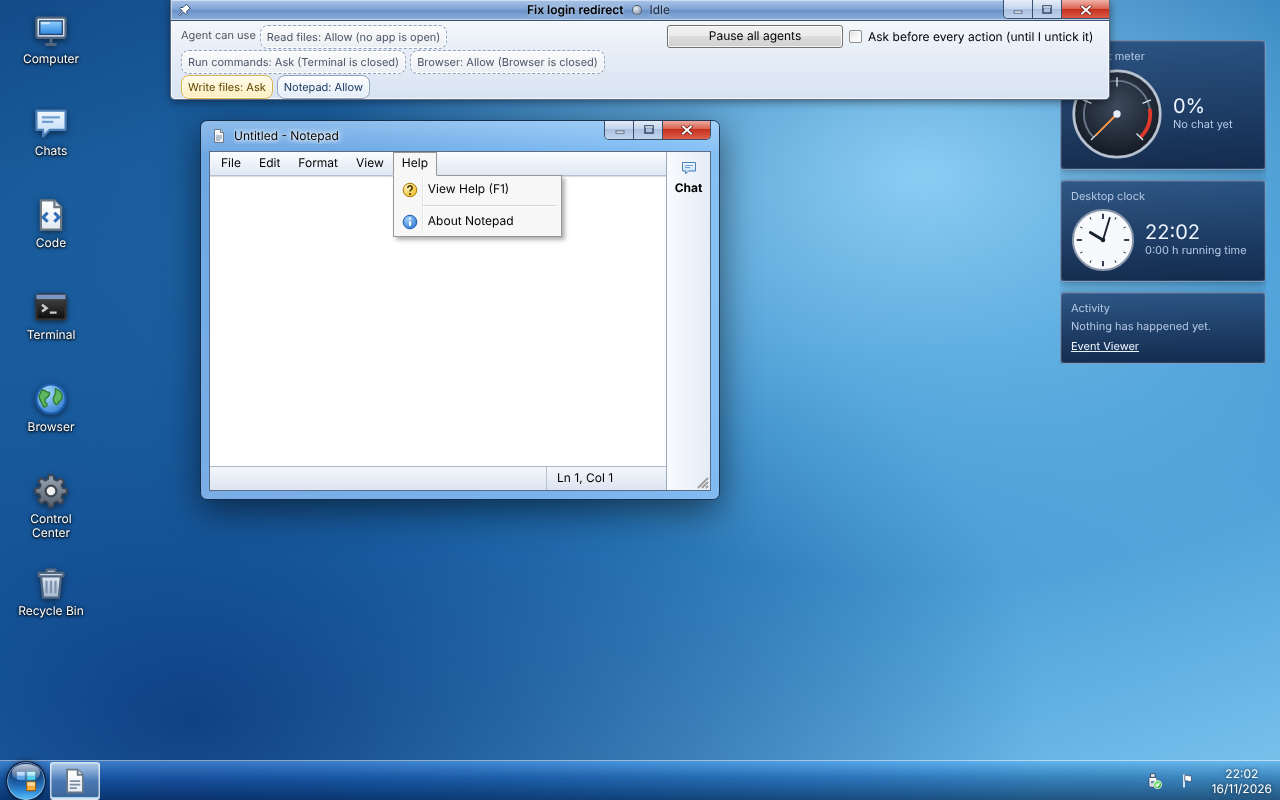 Fix login redirect Idle
Agent can use Read files: Allow (no app is open)
Run commands: Ask (Terminal is closed) Browser: Allow (Browser is closed)
Write files: Ask Notepad: Allow
Pause all agents Ask before every action (until I untick it)
Computer
Chats
Code
Terminal
Browser
Control
Center
Recycle Bin
Untitled - Notepad
File Edit Format View Help
View Help (F1)
About Notepad
Chat
Ln 1, Col 1
meter
0%
No chat yet
Desktop clock
22:02
0:00 h running time
Activity
Nothing has happened yet.
Event Viewer
22:02
16/11/2026